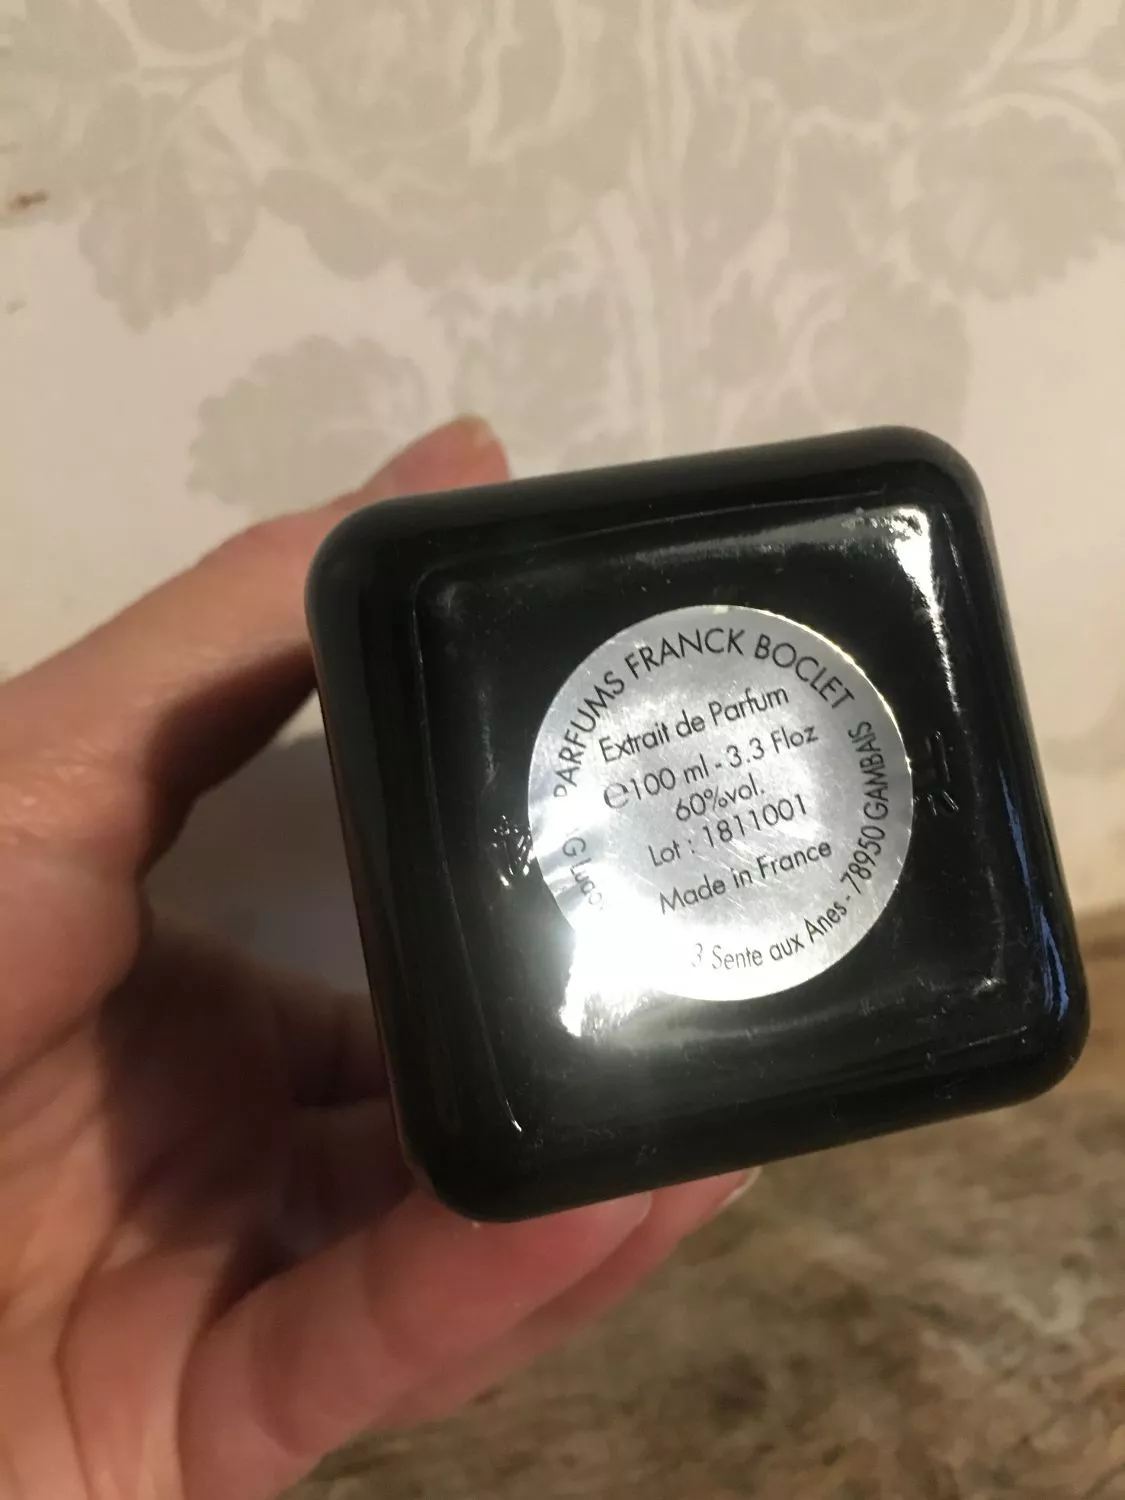 PARFUMS FRANCK BOCLET
Extrait de Parfum
℮100 ml - 3.3 Floz
60%vol.
Lot : 1811001
Made in France
3 Sente aux Anes - 78950 GAMBAIS